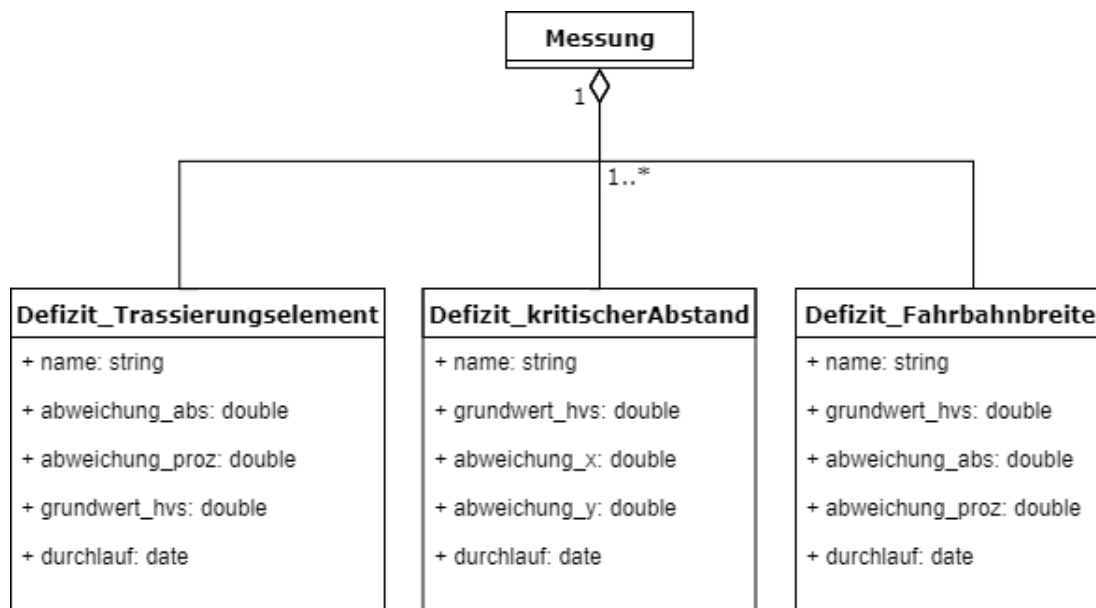 Messung
1
1..*
Defizit_Trassierungselement
+ name: string
+ abweichung_abs: double
+ abweichung_proz: double
+ grundwert_hvs: double
+ durchlauf: date
Defizit_kritischerAbstand
+ name: string
+ grundwert_hvs: double
+ abweichung_x: double
+ abweichung_y: double
+ durchlauf: date
Defizit_Fahrbahnbreite
+ name: string
+ grundwert_hvs: double
+ abweichung_abs: double
+ abweichung_proz: double
+ durchlauf: date